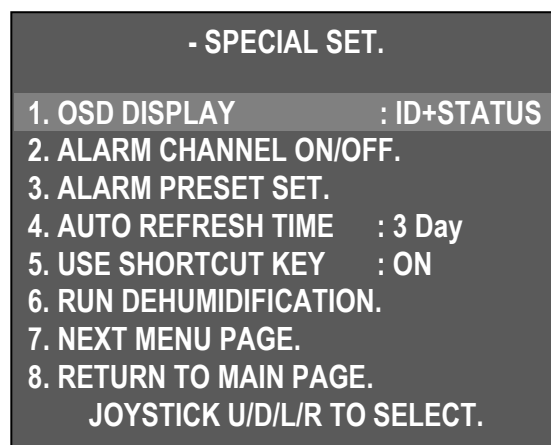 - SPECIAL SET.
1. OSD DISPLAY : ID+STATUS
2. ALARM CHANNEL ON/OFF.
3. ALARM PRESET SET.
4. AUTO REFRESH TIME : 3 Day
5. USE SHORTCUT KEY : ON
6. RUN DEHUMIDIFICATION.
7. NEXT MENU PAGE.
8. RETURN TO MAIN PAGE.
JOYSTICK U/D/L/R TO SELECT.